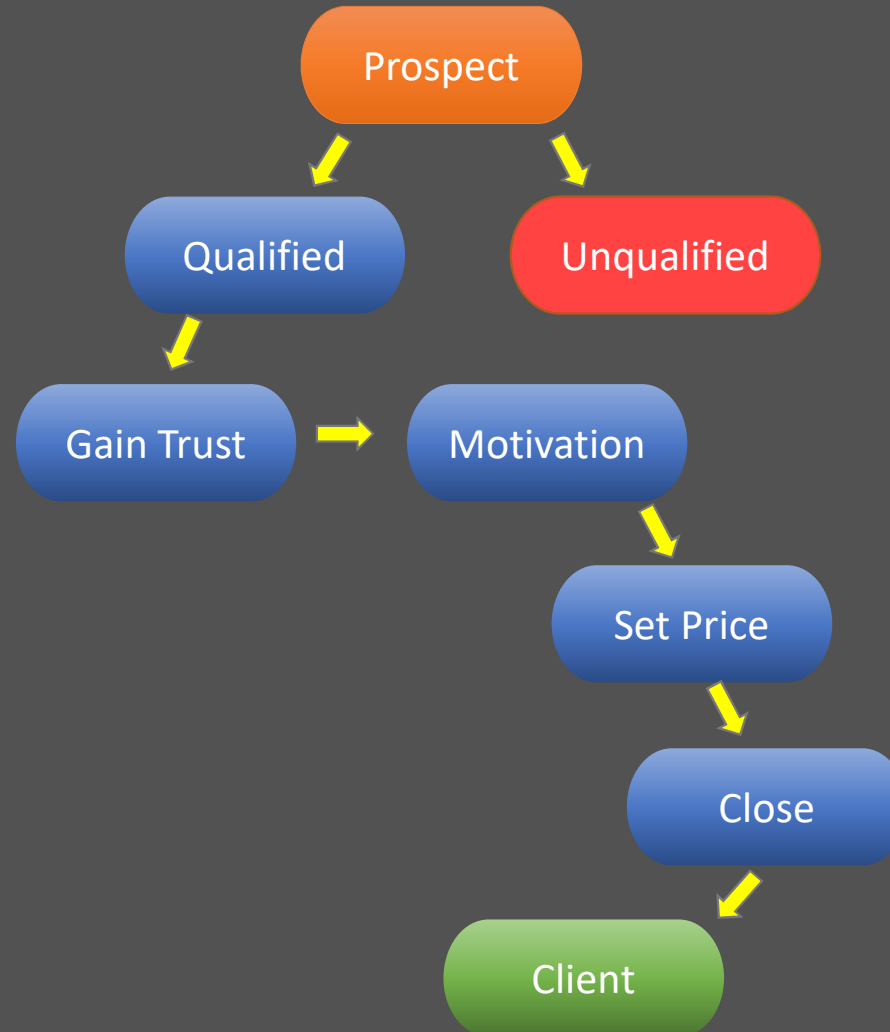 Prospect
Qualified
Unqualified
Gain Trust
Motivation
Set Price
Close
Client